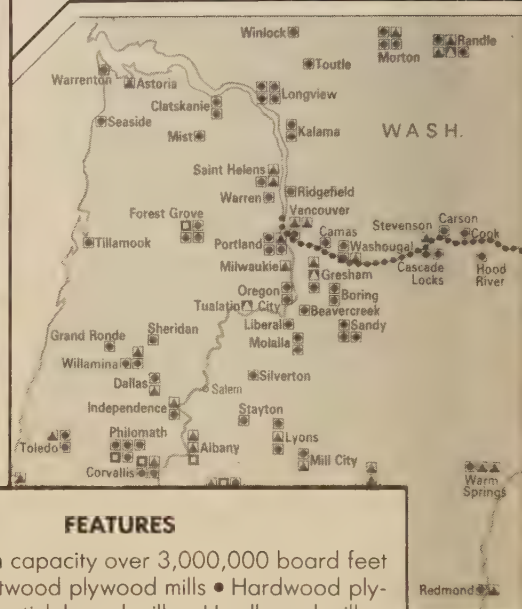 Winlock
Randle
Morton
Toutle
Warrenton
Astoria
Longview
Clatskanie
Seaside
Mist
Kalama
WASH.
Saint Helens
Ridgefield
Warren
Vancouver
Forest Grove
Stevenson
Carson
Camas
Cook
Tillamook
Portland
Washougal
Milwaukie
Cascade
Locks
Hood
River
Gresham
Oregon
City
Boring
Tualatin
Beavercreek
Liberal
Sandy
Grand Ronde
Sheridan
Molalla
Willamina
Dallas
Silverton
Salem
Independence
Stayton
Philomath
Lyons
Toledo
Albany
Corvallis
Mill City
Warm
Springs
FEATURES
capacity over 3,000,000 board feet
twood plywood mills • Hardwood ply-
Redmond